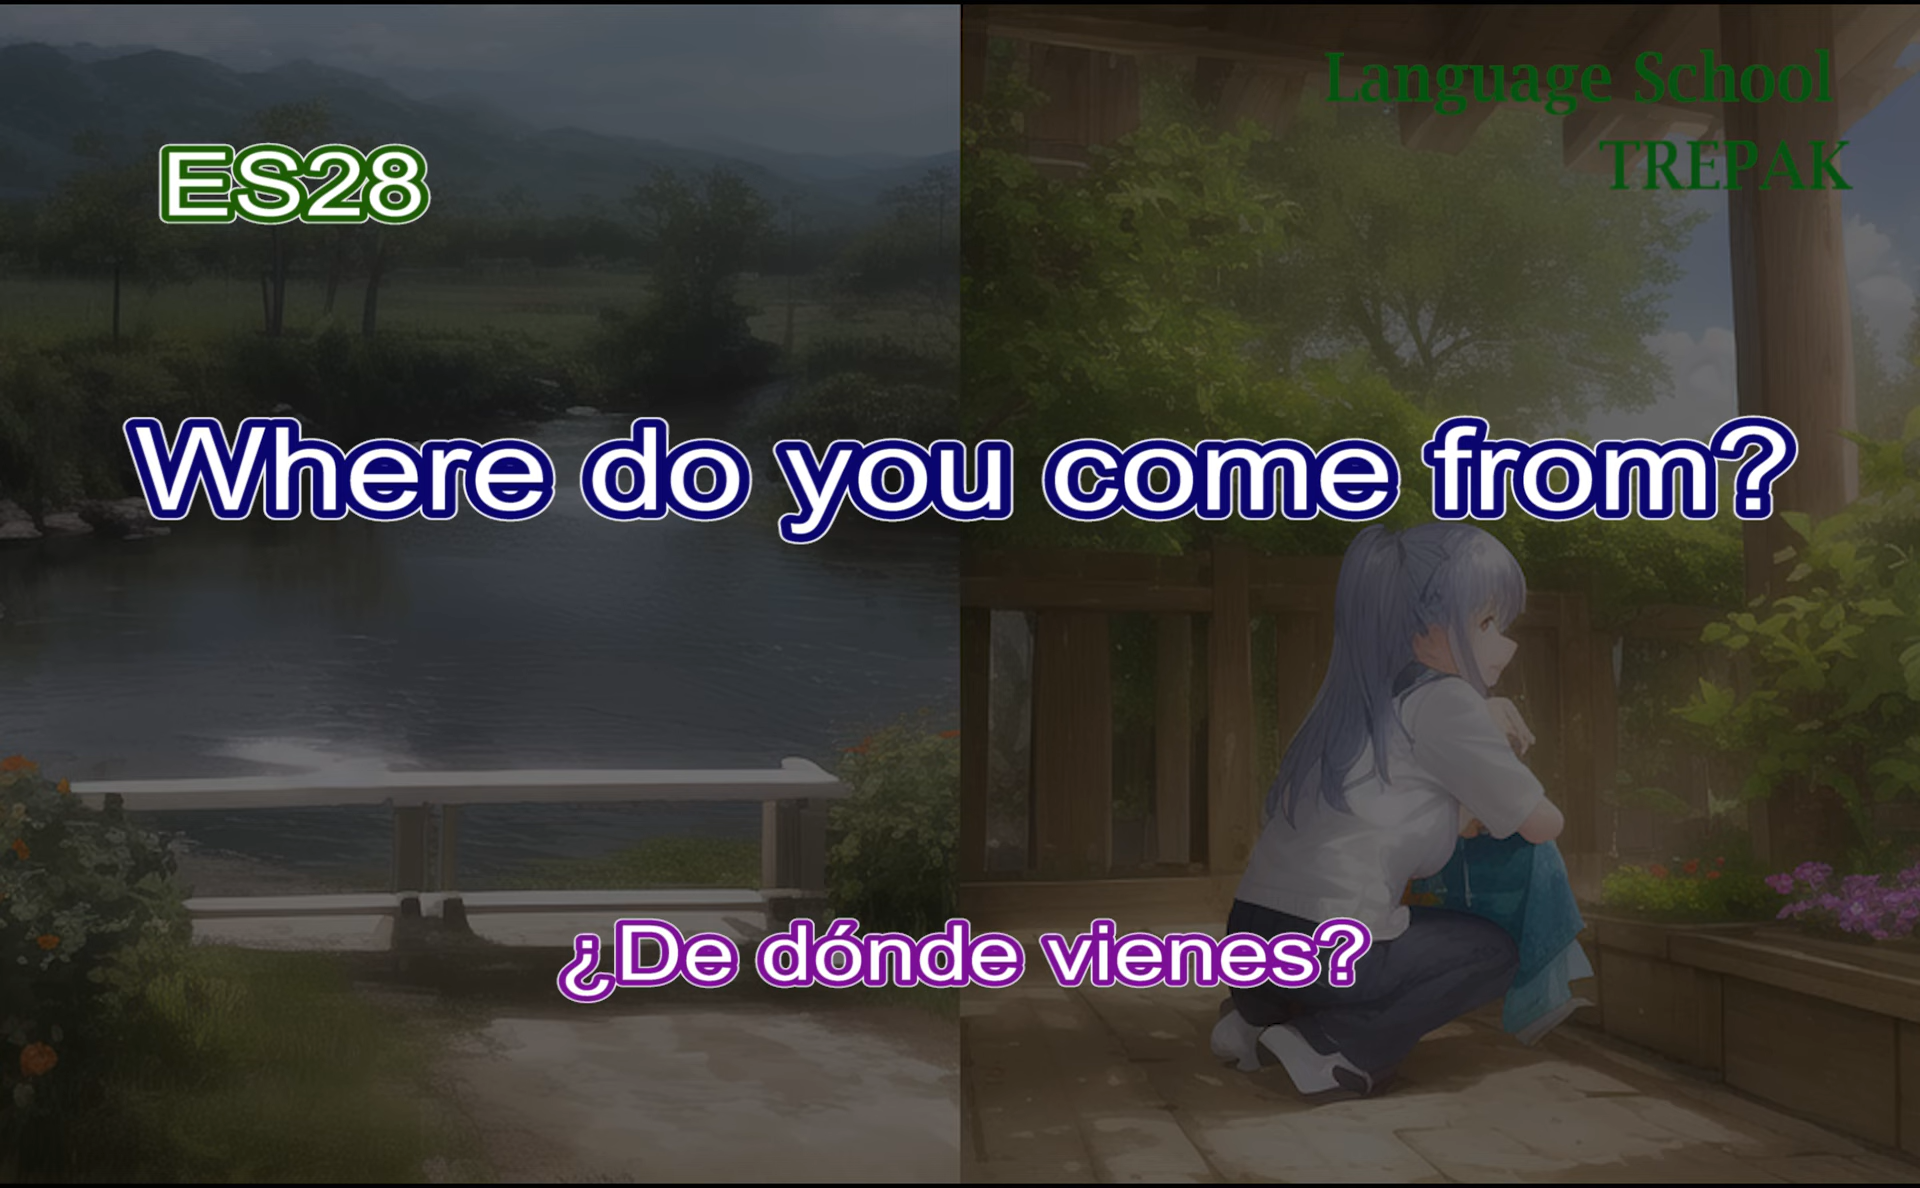 Language School
TREPAK
ES28
Where do you come from?
¿De dónde vienes?